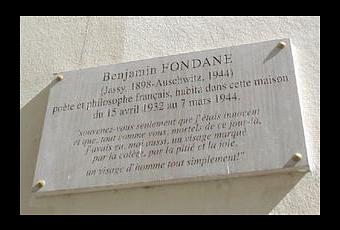 Benjamin FONDANE
(Jassy 1898-Auschwitz, 1944)
poète et philosophe français, habita dans cette maison
du 15 avril 1932 au 7 mars 1944.
"souvenez-vous seulement que j'étais innocent
et que, tout comme vous, mortels de ce jour-là,
j'avais eu, moi aussi, un visage marqué
par la colère, par la pitié et la joie,
un visage d'homme tout simplement!"